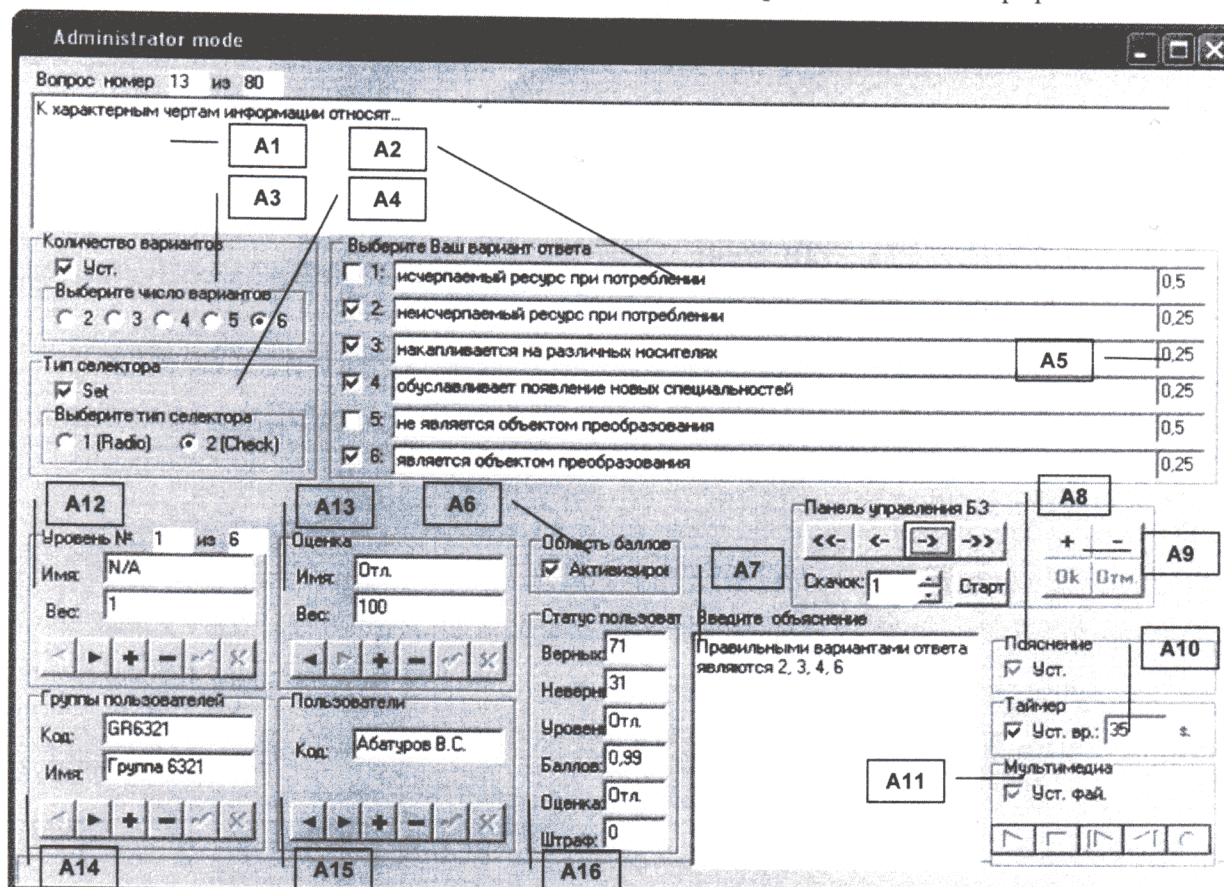 Administrator mode
Вопрос номер 13 из 80
К характерным чертам информации относят...
A1
A2
A3
A4
Количество вариантов
Уст.
Выберите число вариантов
2 3 4 5 6
Тип селектора
Set
Выберите тип селектора
1 (Radio) 2 (Check)
Выберите Ваш вариант ответа
1: исчерпаемый ресурс при потреблении 0,5
2: неисчерпаемый ресурс при потреблении 0,25
3: накапливается на различных носителях 0,25
A5
4 обуславливает появление новых специальностей 0,25
5: не является объектом преобразования 0,5
6: является объектом преобразования 0,25
A12
A13
A6
A7
A8
A9
Уровень № 1 из 6
Имя: N/A
Вес: 1
Оценка
Имя: Отл.
Вес: 100
Область баллов
Активизирог
Панель управления БЗ
<<- <- -> ->>
Скачок: 1 Старт
+ -
Ok Отм.
Группы пользователей
Код: GR6321
Имя: Группа 6321
Пользователи
Код: Абатуров В.С.
Статус пользоват
Верных: 71
Неверн 31
Уровень Отл.
Баллов: 0,99
Оценка: Отл.
Штраф: 0
Введите объяснение
Правильными вариантами ответа
являются 2, 3, 4, 6
Пояснение
Уст.
A10
Таймер
Уст. вр.: 35 s.
A11
Мультимедиа
Уст. фай.
A14
A15
A16